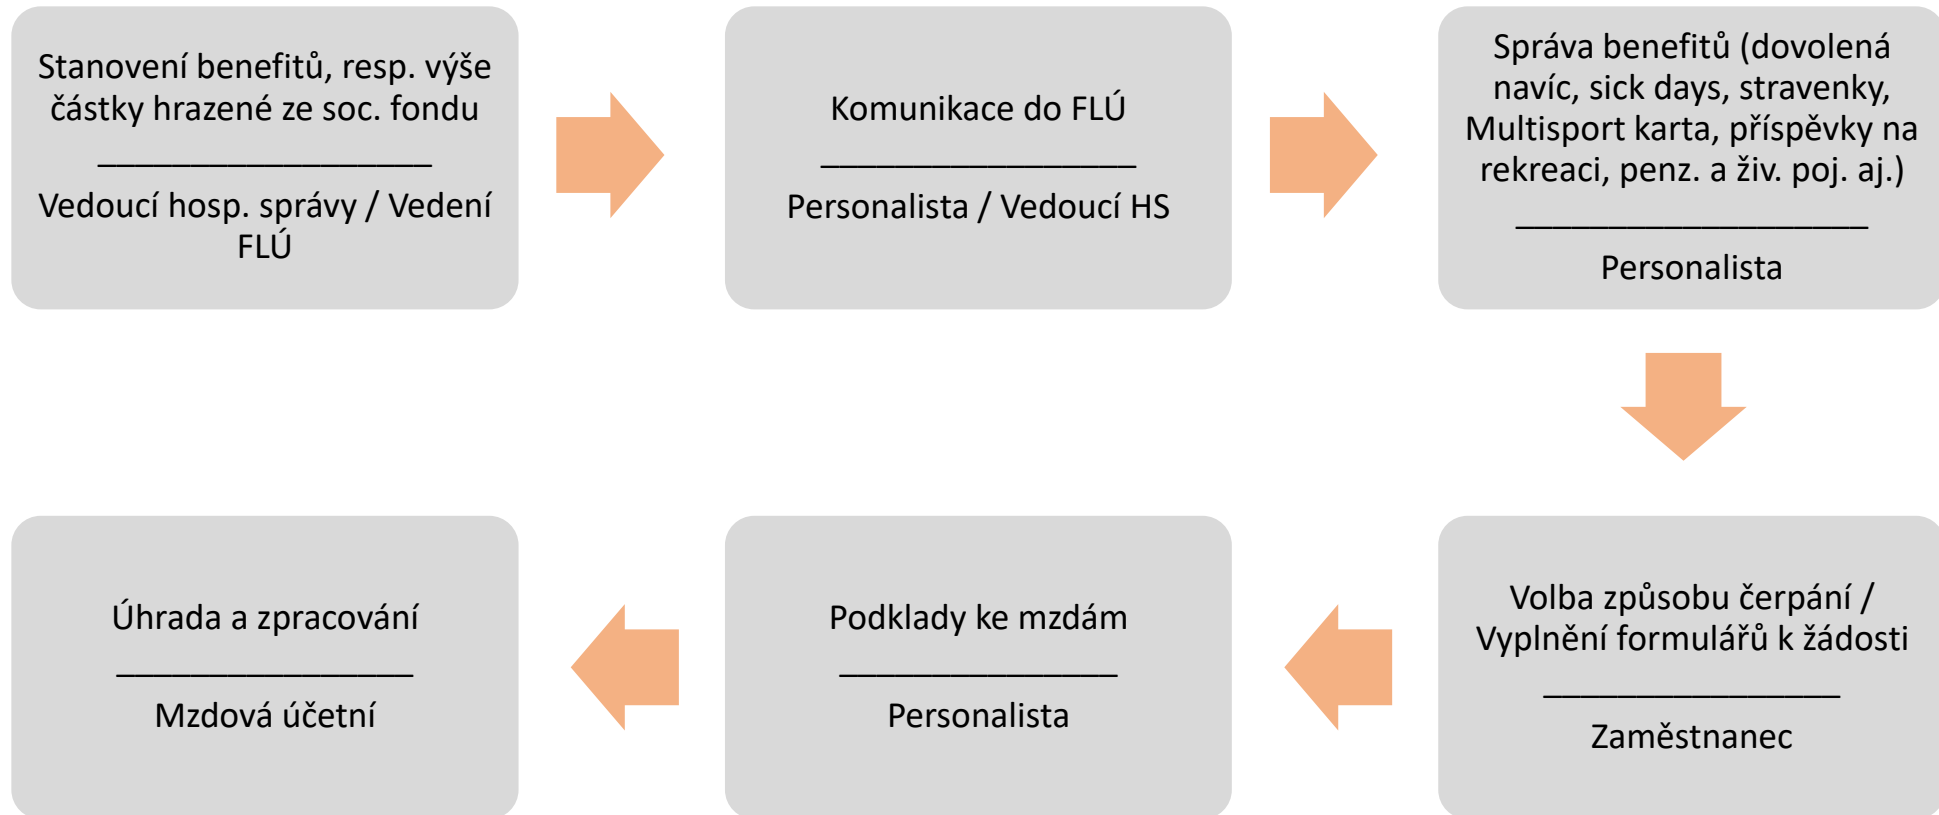 Stanovení benefitů, resp. výše
částky hrazené ze soc. fondu
Vedoucí hosp. správy / Vedení
FLÚ
Komunikace do FLÚ
Personalista / Vedoucí HS
Správa benefitů (dovolená
navíc, sick days, stravenky,
Multisport karta, příspěvky na
rekreaci, penz. a živ. poj. aj.)
Personalista
Volba způsobu čerpání /
Vyplnění formulářů k žádosti
Zaměstnanec
Podklady ke mzdám
Personalista
Úhrada a zpracování
Mzdová účetní